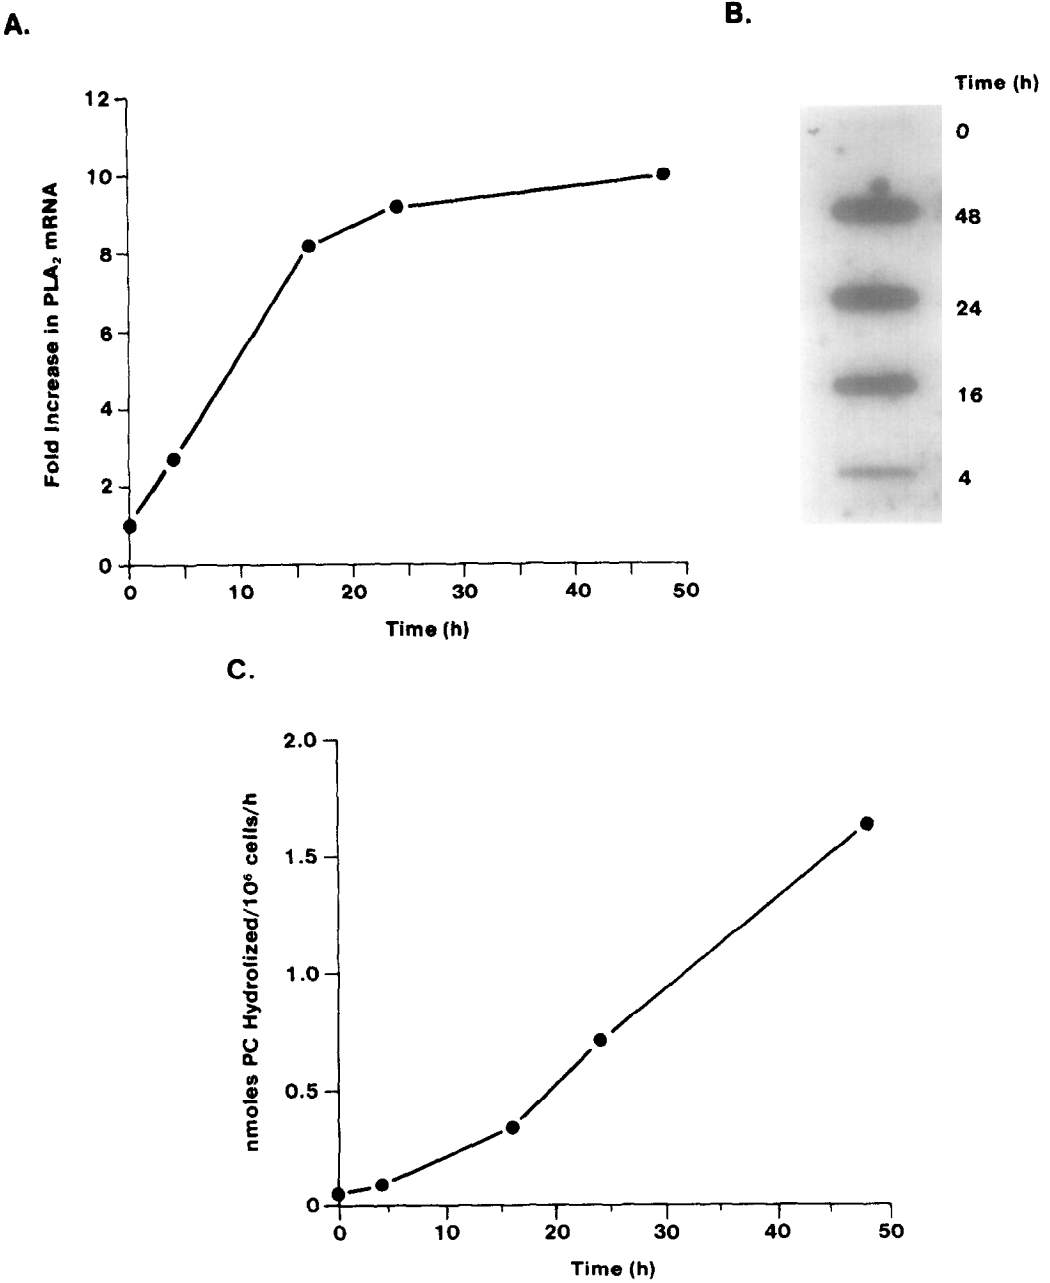 A.
Fold Increase in PLA₂ mRNA
12
10
8
6
4
2
0
0 10 20 30 40 50
Time (h)
B.
Time (h)
0
48
24
16
4
C.
nmoles PC Hydrolized/10⁶ cells/h
2.0
1.5
1.0
0.5
0
0 10 20 30 40 50
Time (h)